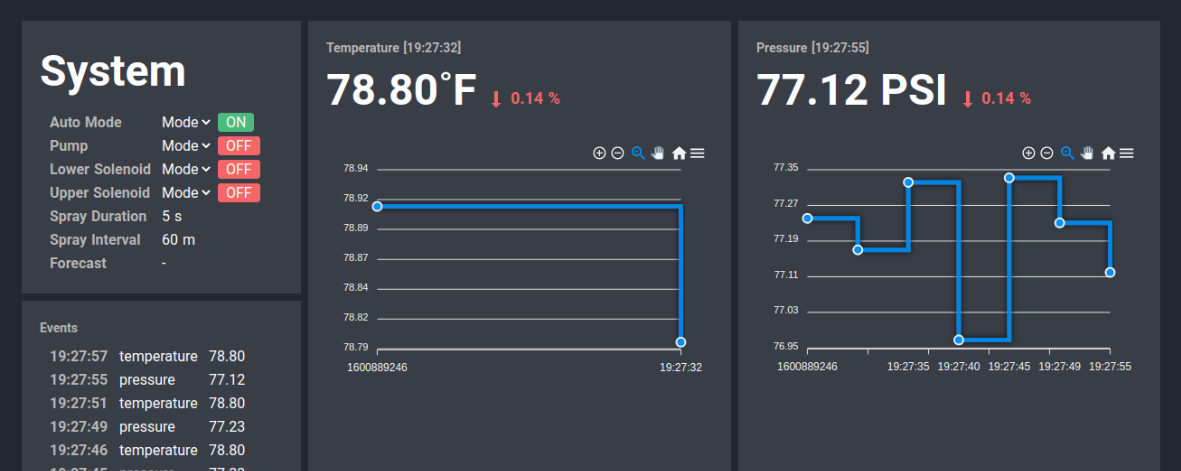 System
Auto Mode Mode ON
Pump Mode OFF
Lower Solenoid Mode OFF
Upper Solenoid Mode OFF
Spray Duration 5 s
Spray Interval 60 m
Forecast -
Events
19:27:57 temperature 78.80
19:27:55 pressure 77.12
19:27:51 temperature 78.80
19:27:49 pressure 77.23
19:27:46 temperature 78.80
Temperature [19:27:32]
78.80°F 0.14 %
78.94
78.92
78.89
78.87
78.84
78.82
78.79
1600889246 19:27:32
Pressure [19:27:55]
77.12 PSI 0.14 %
77.35
77.27
77.19
77.11
77.03
76.95
1600889246 19:27:35 19:27:40 19:27:45 19:27:49 19:27:55